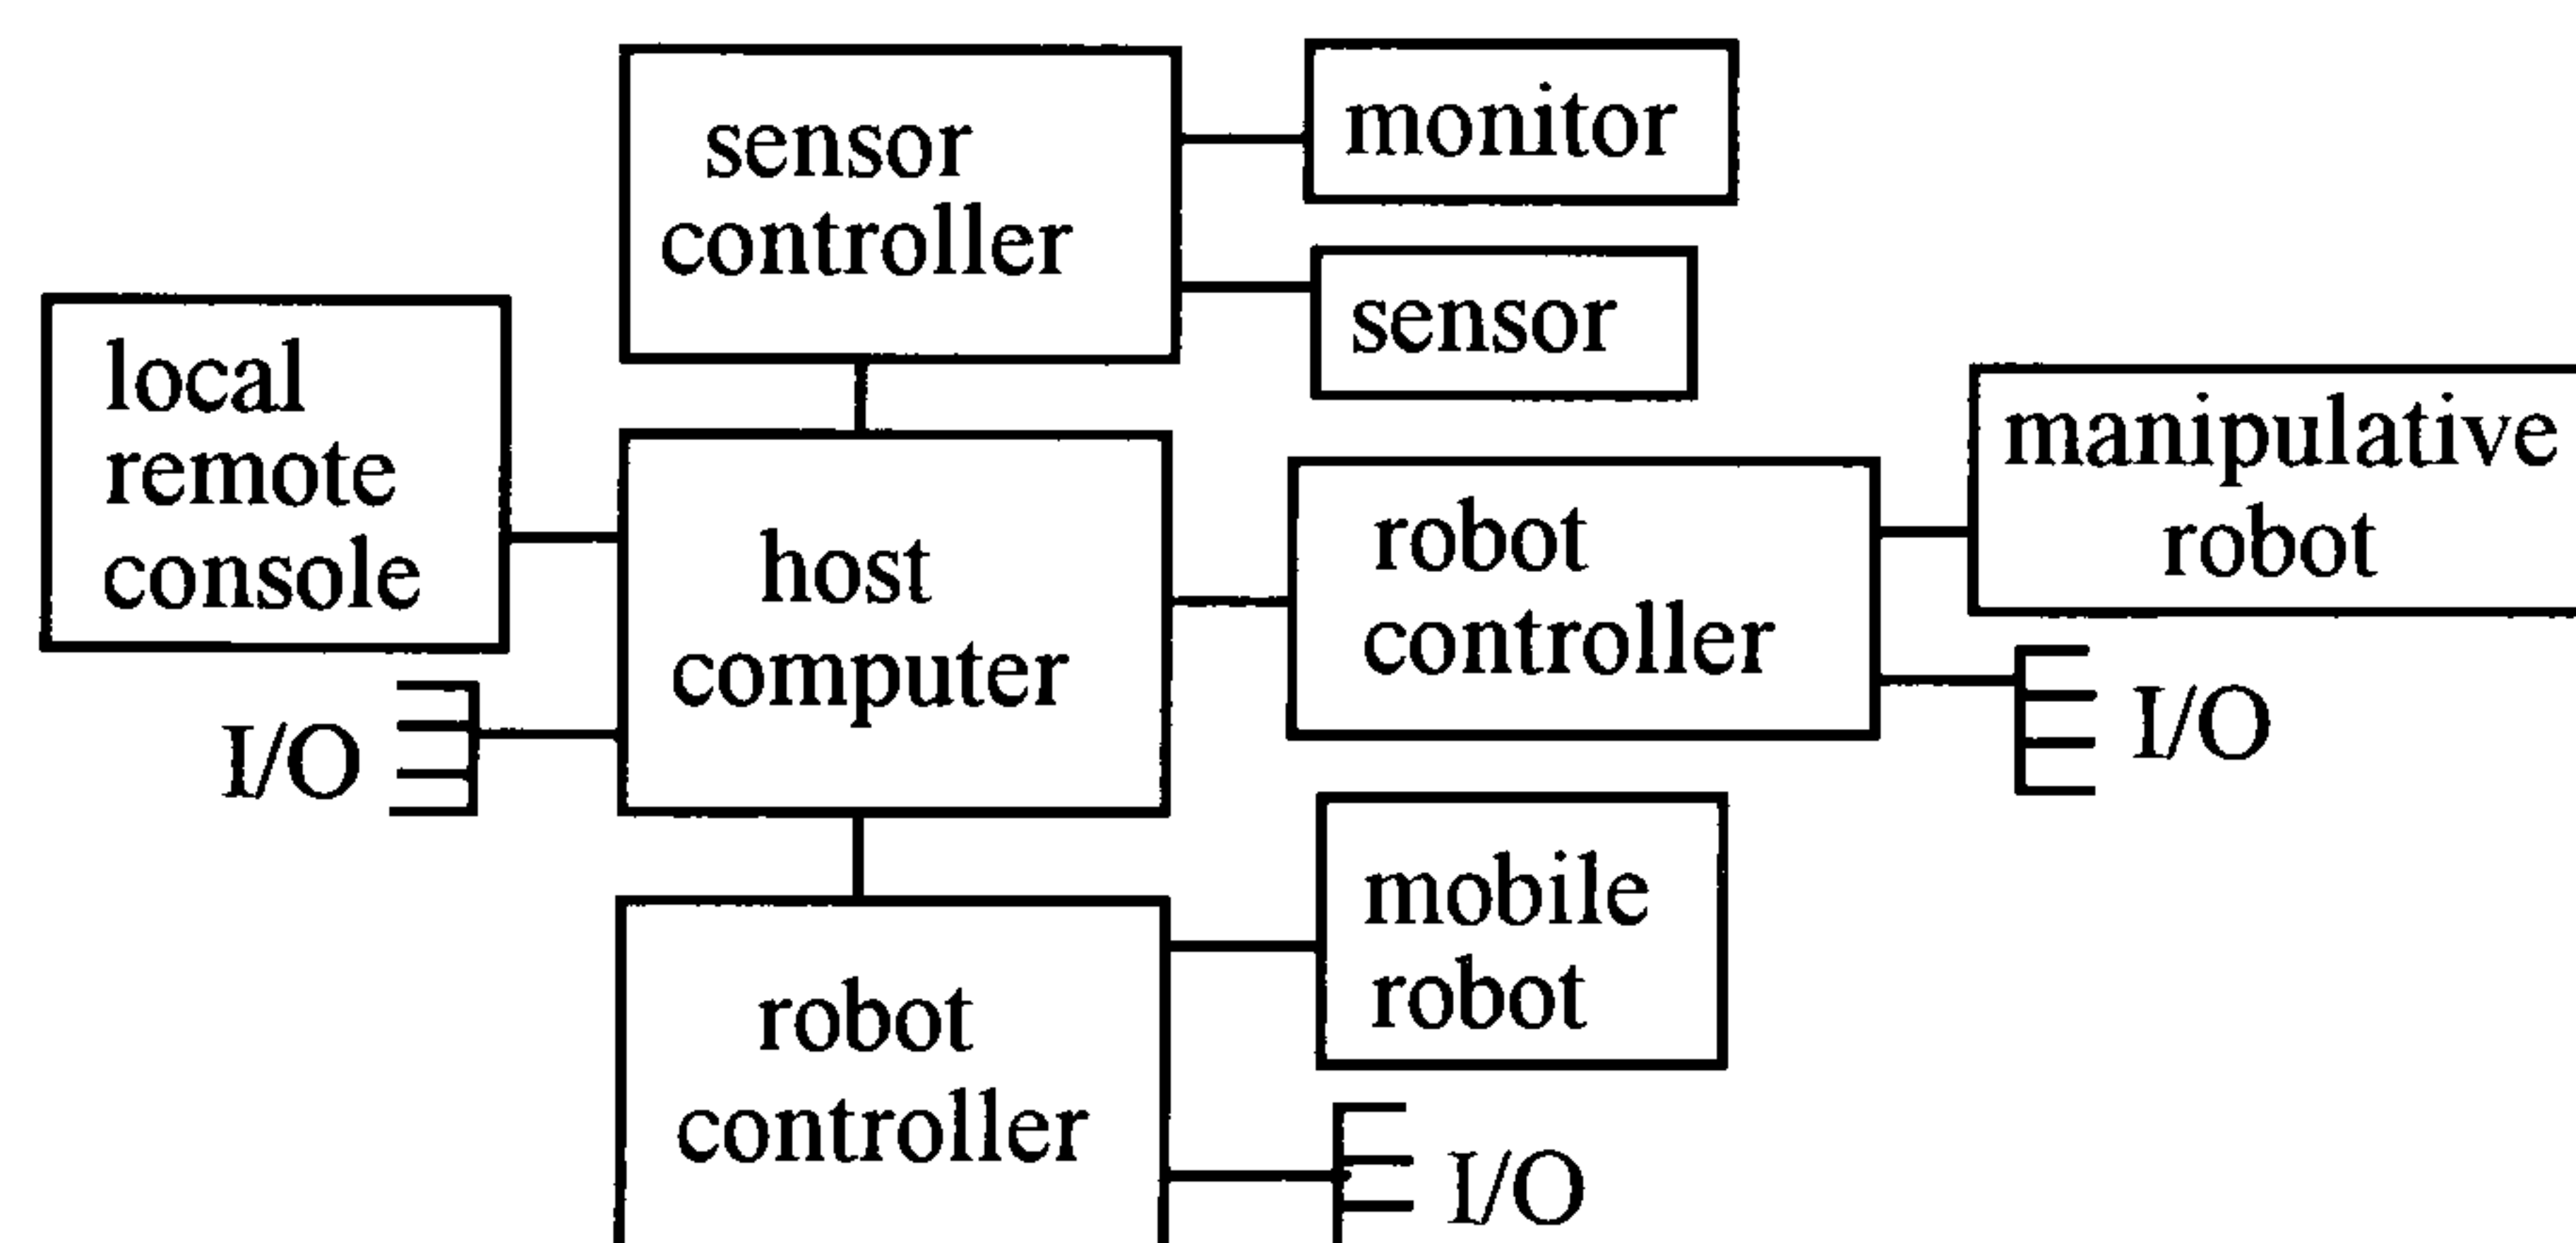 sensor
controller
monitor
sensor
local
remote
console
host
computer
robot
controller
manipulative
robot
I/O
I/O
mobile
robot
robot
controller
I/O